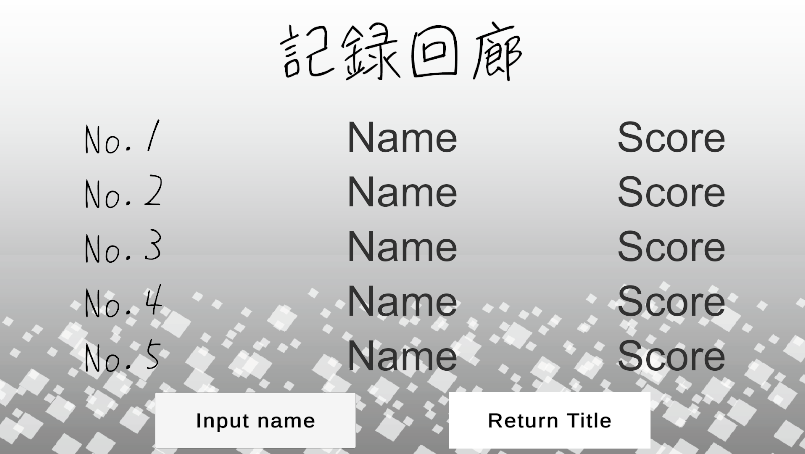 記録回廊
No.1 Name Score
No.2 Name Score
No.3 Name Score
No.4 Name Score
No.5 Name Score
Input name Return Title